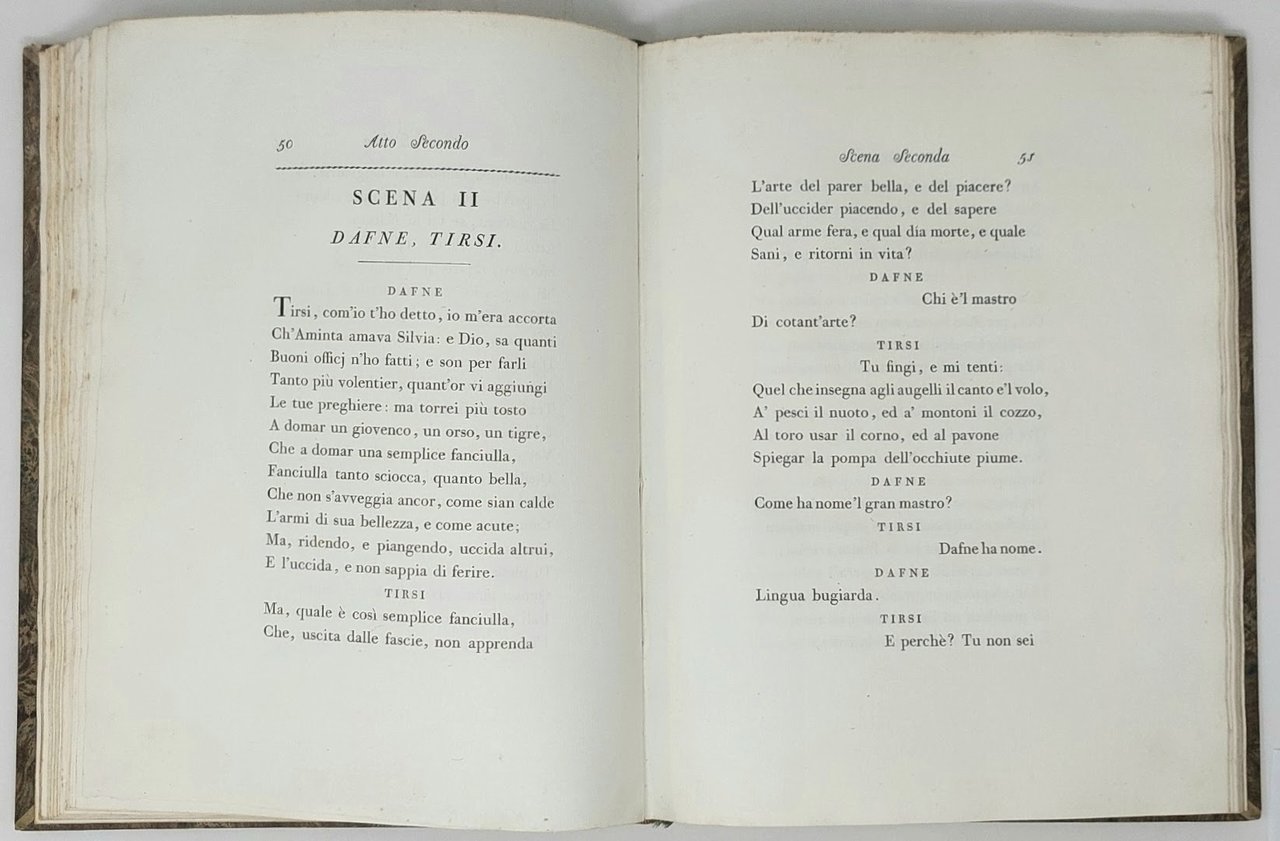 50 Atto Secondo
SCENA II
DAFNE, TIRSI.
DAFNE
Tirsi, com'io t'ho detto, io m'era accorta
Ch'Aminta amava Silvia: e Dio, sa quanti
Buoni officj n'ho fatti; e son per farli
Tanto più volentier, quant'or vi aggiungi
Le tue preghiere: ma torrei più tosto
A domar un giovenco, un orso, un tigre,
Che a domar una semplice fanciulla,
Fanciulla tanto sciocca, quanto bella,
Che non s'avveggia ancor, come sian calde
L'armi di sua bellezza, e come acute;
Ma, ridendo, e piangendo, uccida altrui,
E l'uccida, e non sappia di ferire.
TIRSI
Ma, quale è così semplice fanciulla,
Che, uscita dalle fascie, non apprenda
Scena Seconda 51
L'arte del parer bella, e del piacere?
Dell'uccider piacendo, e del sapere
Qual arme fera, e qual dia morte, e quale
Sani, e ritorni in vita?
DAFNE
Chi è'l mastro
Di cotant'arte?
TIRSI
Tu fingi, e mi tenti:
Quel che insegna agli augelli il canto e'l volo,
A' pesci il nuoto, ed a' montoni il cozzo,
Al toro usar il corno, ed al pavone
Spiegar la pompa dell'occhiute piume.
DAFNE
Come ha nome'l gran mastro?
TIRSI
Dafne ha nome.
DAFNE
Lingua bugiarda.
TIRSI
E perchè? Tu non sei